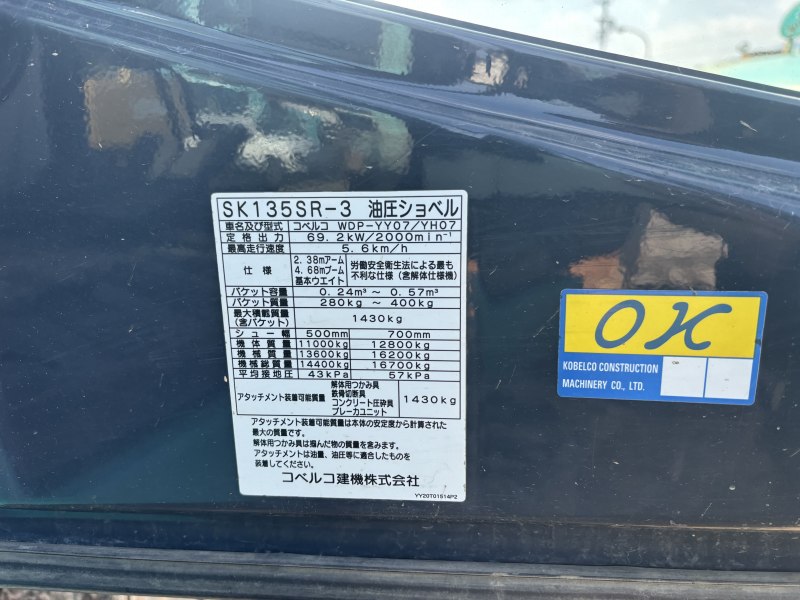 SK135SR-3 油圧ショベル
車名及び型式 コベルコ WDP-YY07/YH07
定格出力 69.2kW/2000min⁻¹
最高走行速度 5.6km/h
仕様 2.38mアーム 4.68mブーム 基本ウエイト 労働安全衛生法による最も不利な仕様(含解体仕様機)
バケット容量 0.24m³ ~ 0.57m³
バケット質量 280kg ~ 400kg
最大積載質量(含バケット) 1430kg
シュー幅 500mm 700mm
機体質量 11000kg 12800kg
機械質量 13600kg 16200kg
機械総質量 14400kg 16700kg
平均接地圧 43kPa 57kPa
アタッチメント装着可能質量 解体用つかみ具 鉄骨切断具 コンクリート圧砕具 ブレーカユニット 1430kg
アタッチメント装着可能質量は本体の安定度から計算された
最大の質量です。
解体用つかみ具は掴んだ物の質量を含みます。
アタッチメントは油量、油圧等に適合したものを
装着してください。
コベルコ建機株式会社
YY20T01514P2
OK
KOBELCO CONSTRUCTION
MACHINERY CO., LTD.